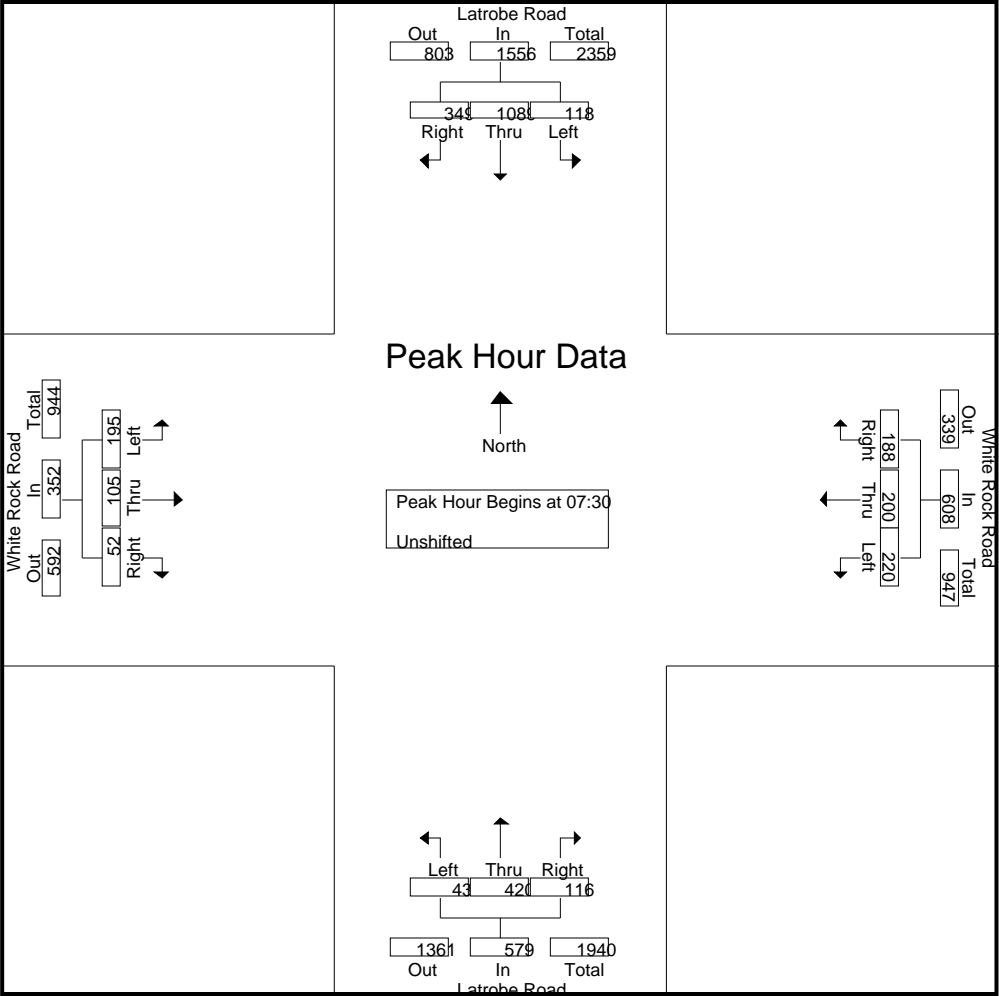 Latrobe Road
Out In Total
803 1556 2359
349 1089 118
Right Thru Left
Peak Hour Data
North
Peak Hour Begins at 07:30
Unshifted
White Rock Road
Total In Out
944 352 592
195 105 52
Left Thru Right
White Rock Road
Out In Total
339 608 947
188 200 220
Right Thru Left
Left Thru Right
43 420 116
1361 579 1940
Out In Total
Latrobe Road